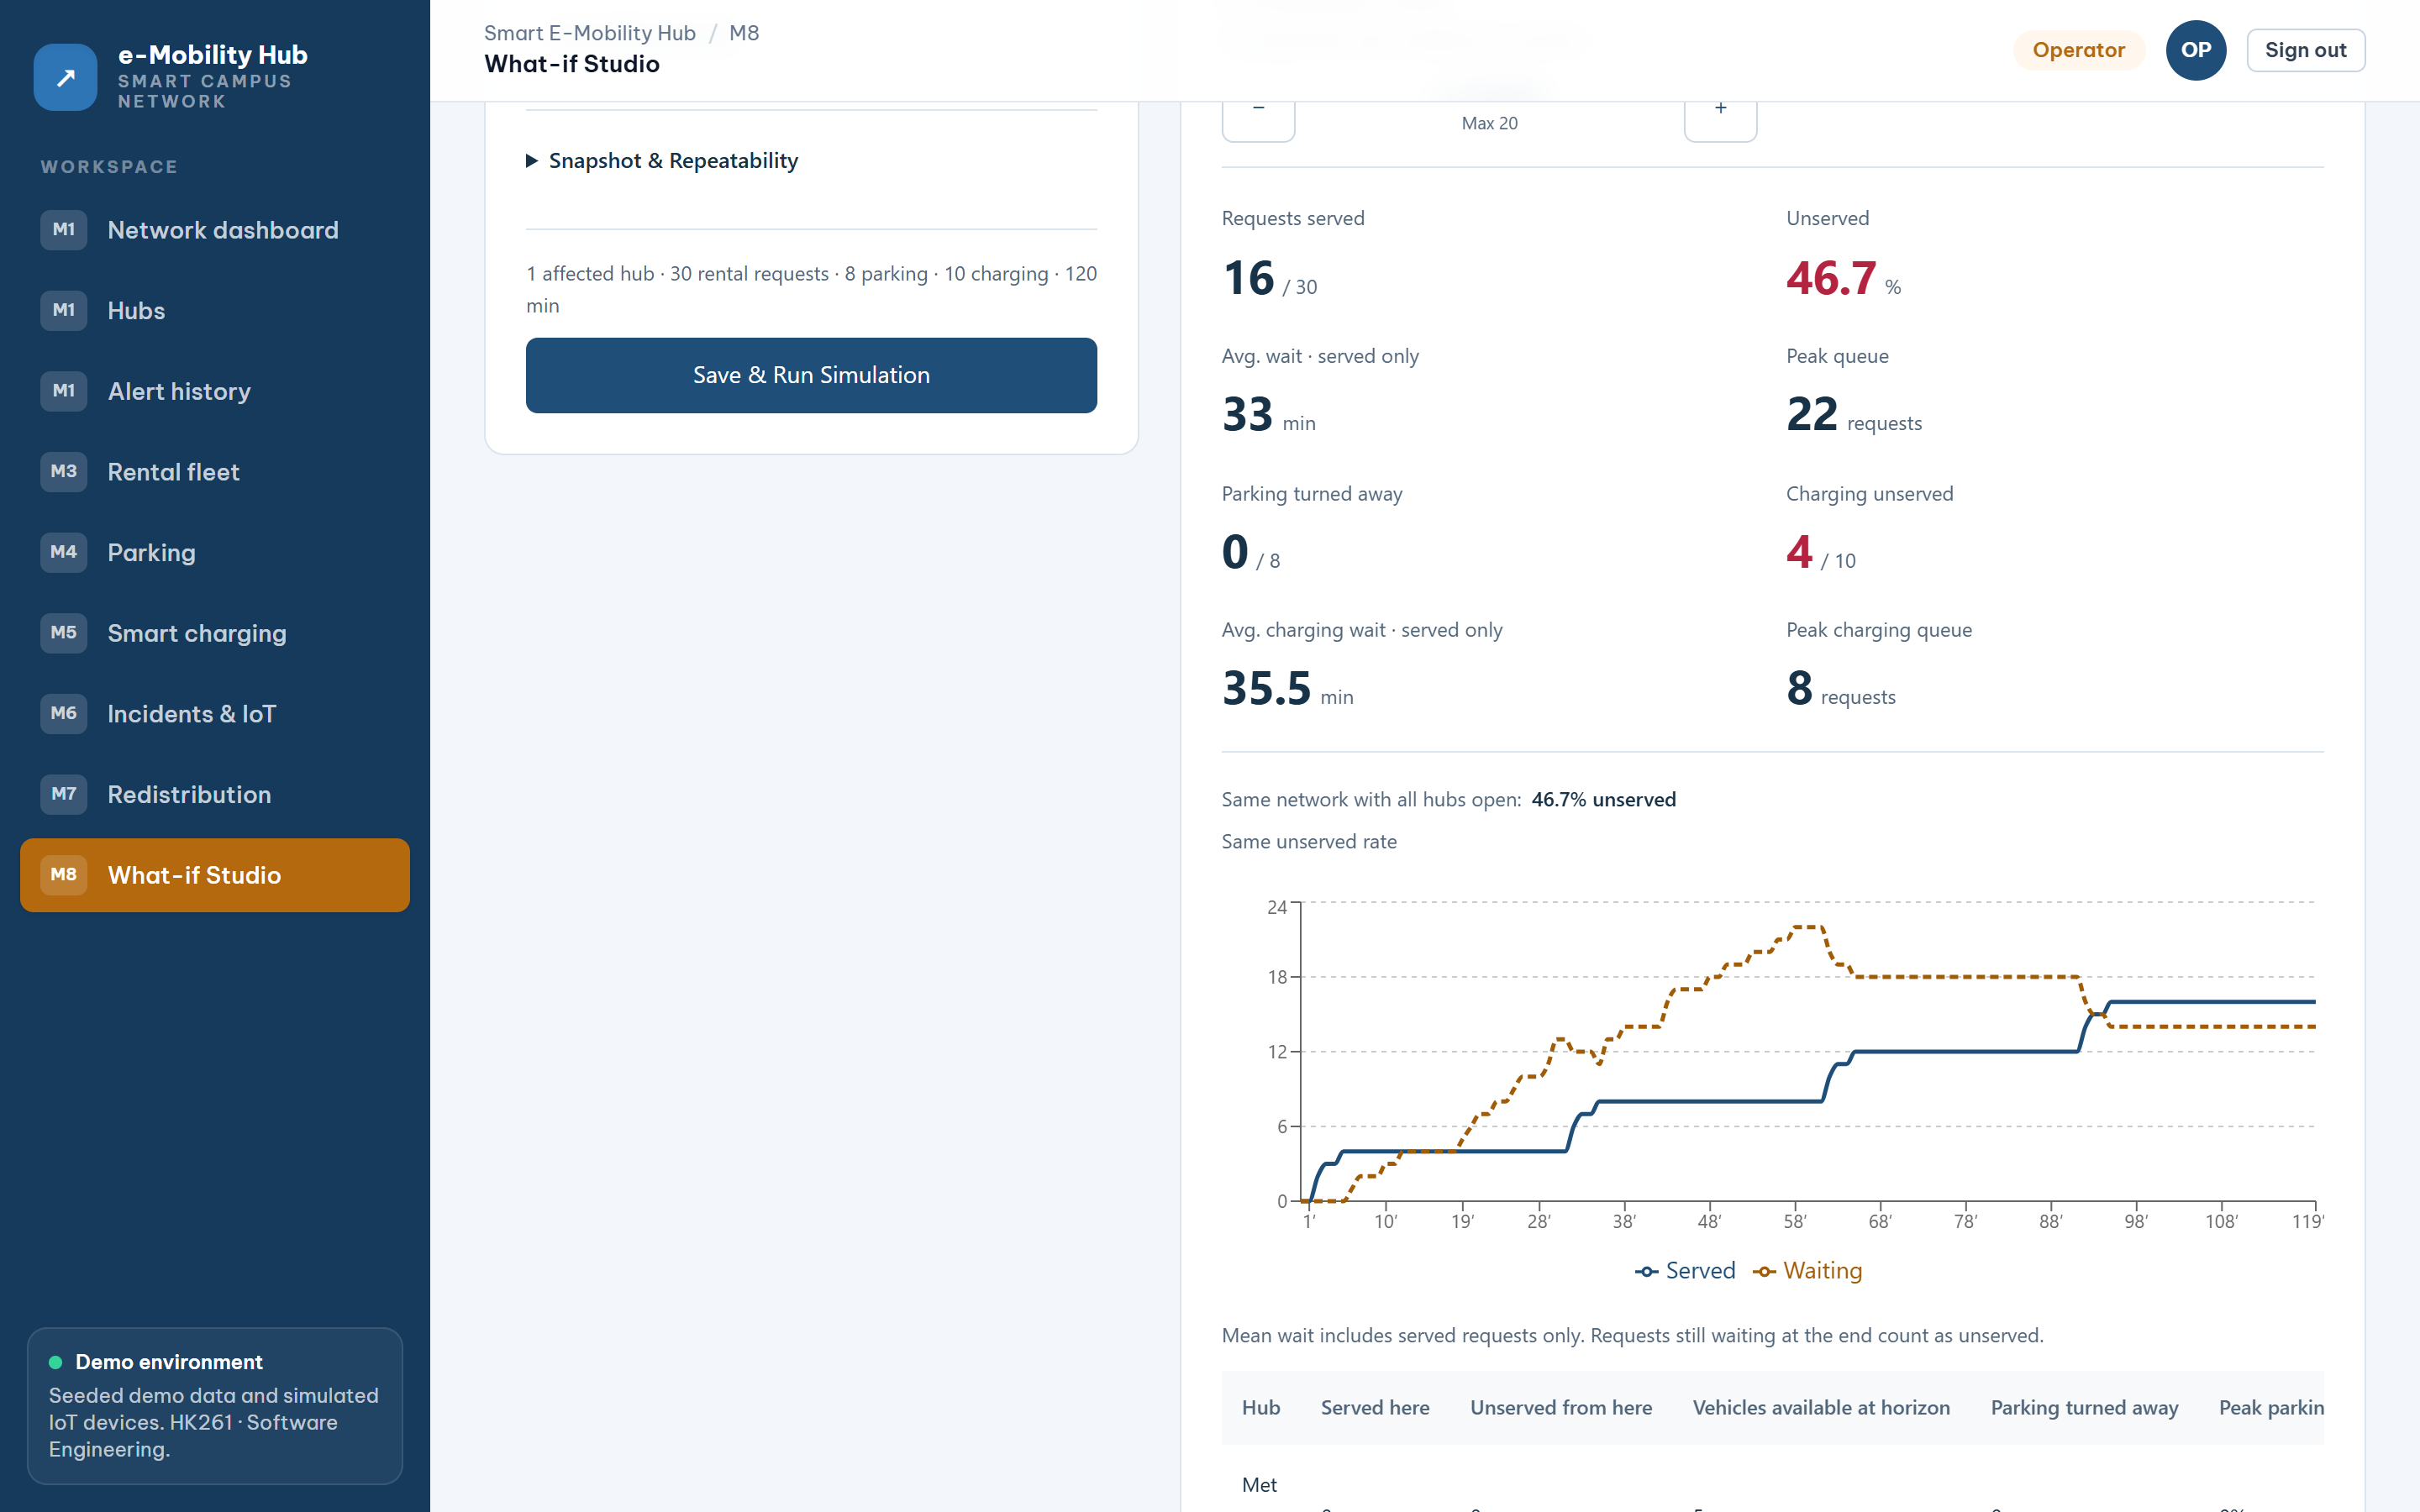 e-Mobility Hub
SMART CAMPUS
NETWORK
WORKSPACE
M1 Network dashboard
M1 Hubs
M1 Alert history
M3 Rental fleet
M4 Parking
M5 Smart charging
M6 Incidents & IoT
M7 Redistribution
M8 What-if Studio
Demo environment
Seeded demo data and simulated
IoT devices. HK261 · Software
Engineering.
Smart E-Mobility Hub / M8
What-if Studio
Operator
OP
Sign out
Snapshot & Repeatability
1 affected hub · 30 rental requests · 8 parking · 10 charging · 120
min
Save & Run Simulation
−
Max 20
+
Requests served
16 / 30
Unserved
46.7 %
Avg. wait · served only
33 min
Peak queue
22 requests
Parking turned away
0 / 8
Charging unserved
4 / 10
Avg. charging wait · served only
35.5 min
Peak charging queue
8 requests
Same network with all hubs open: 46.7% unserved
Same unserved rate
24
18
12
6
0
1' 10' 19' 28' 38' 48' 58' 68' 78' 88' 98' 108' 119'
Served Waiting
Mean wait includes served requests only. Requests still waiting at the end count as unserved.
Hub Served here Unserved from here Vehicles available at horizon Parking turned away Peak parkin
Met